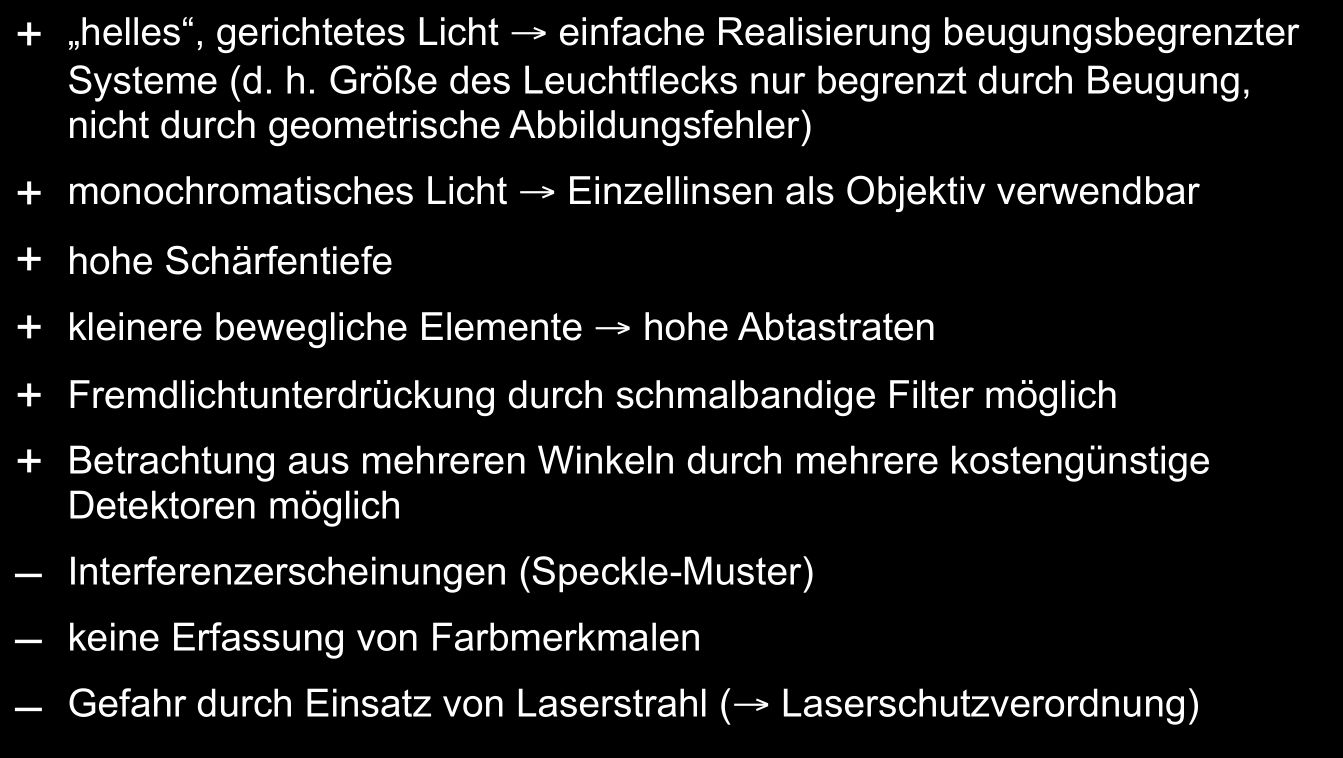 + „helles“, gerichtetes Licht → einfache Realisierung beugungsbegrenzter
Systeme (d. h. Größe des Leuchtflecks nur begrenzt durch Beugung,
nicht durch geometrische Abbildungsfehler)
+ monochromatisches Licht → Einzellinsen als Objektiv verwendbar
+ hohe Schärfentiefe
+ kleinere bewegliche Elemente → hohe Abtastraten
+ Fremdlichtunterdrückung durch schmalbandige Filter möglich
+ Betrachtung aus mehreren Winkeln durch mehrere kostengünstige
Detektoren möglich
– Interferenzerscheinungen (Speckle-Muster)
– keine Erfassung von Farbmerkmalen
– Gefahr durch Einsatz von Laserstrahl (→ Laserschutzverordnung)